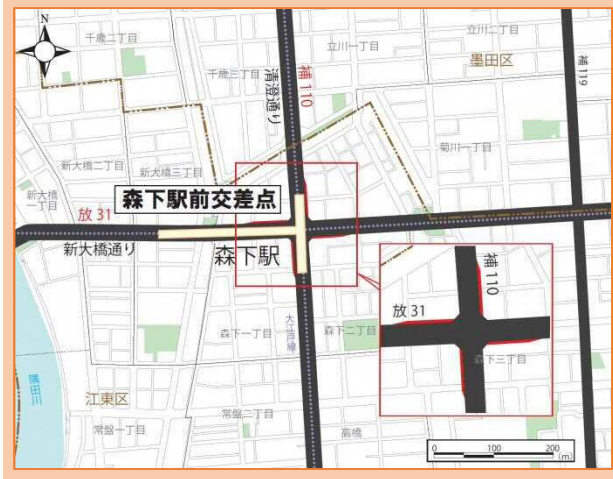 N
千歳二丁目
立川一丁目
立川二丁目
墨田区
千歳三丁目
清澄通り
補110
補119
新大橋二丁目
新大橋三丁目
菊川一丁目
新大橋
一丁目
森下駅前交差点
放31
新大橋通り
森下駅
補110
放31
大江戸線
森下一丁目
森下二丁目
森下三丁目
隅田川
江東区
常盤二丁目
常盤一丁目
高橋
0 100 200
(m)